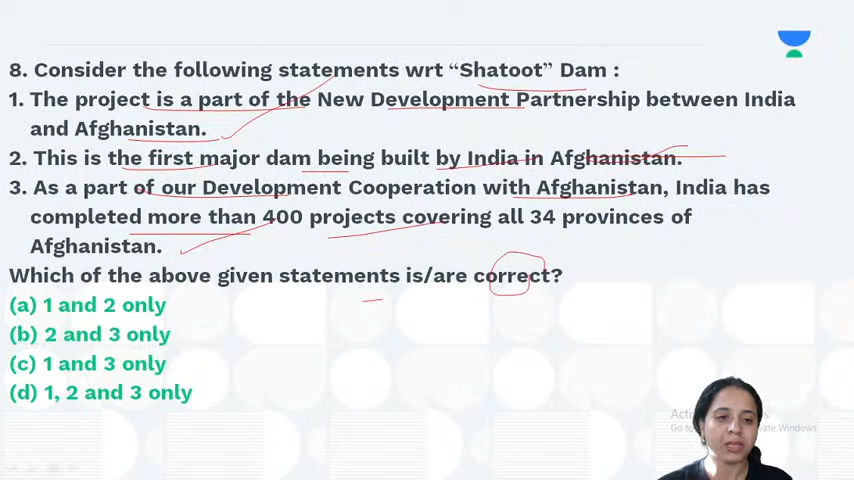 8. Consider the following statements wrt “Shatoot” Dam :
1. The project is a part of the New Development Partnership between India
and Afghanistan.
2. This is the first major dam being built by India in Afghanistan.
3. As a part of our Development Cooperation with Afghanistan, India has
completed more than 400 projects covering all 34 provinces of
Afghanistan.
Which of the above given statements is/are correct?
(a) 1 and 2 only
(b) 2 and 3 only
(c) 1 and 3 only
(d) 1, 2 and 3 only
Go to
Windows.